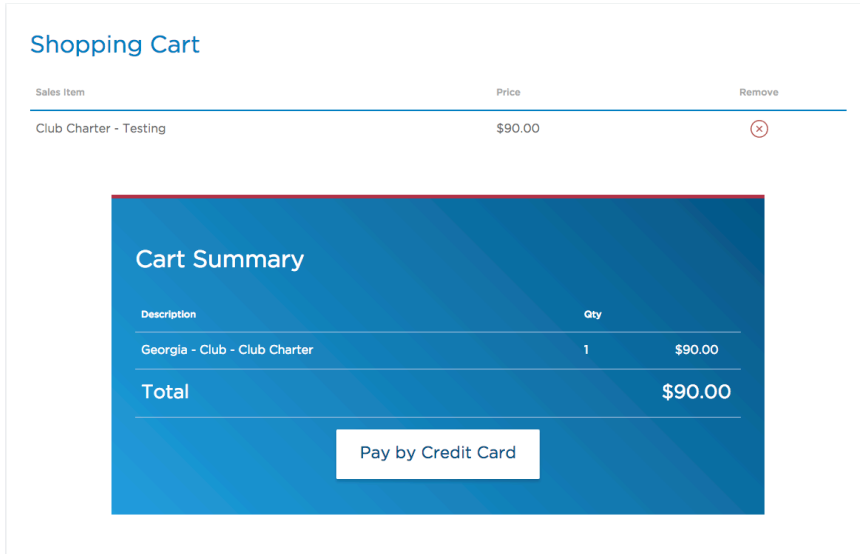 Shopping Cart
Sales Item Price Remove
Club Charter - Testing $90.00
Cart Summary
Description Qty
Georgia - Club - Club Charter 1 $90.00
Total $90.00
Pay by Credit Card